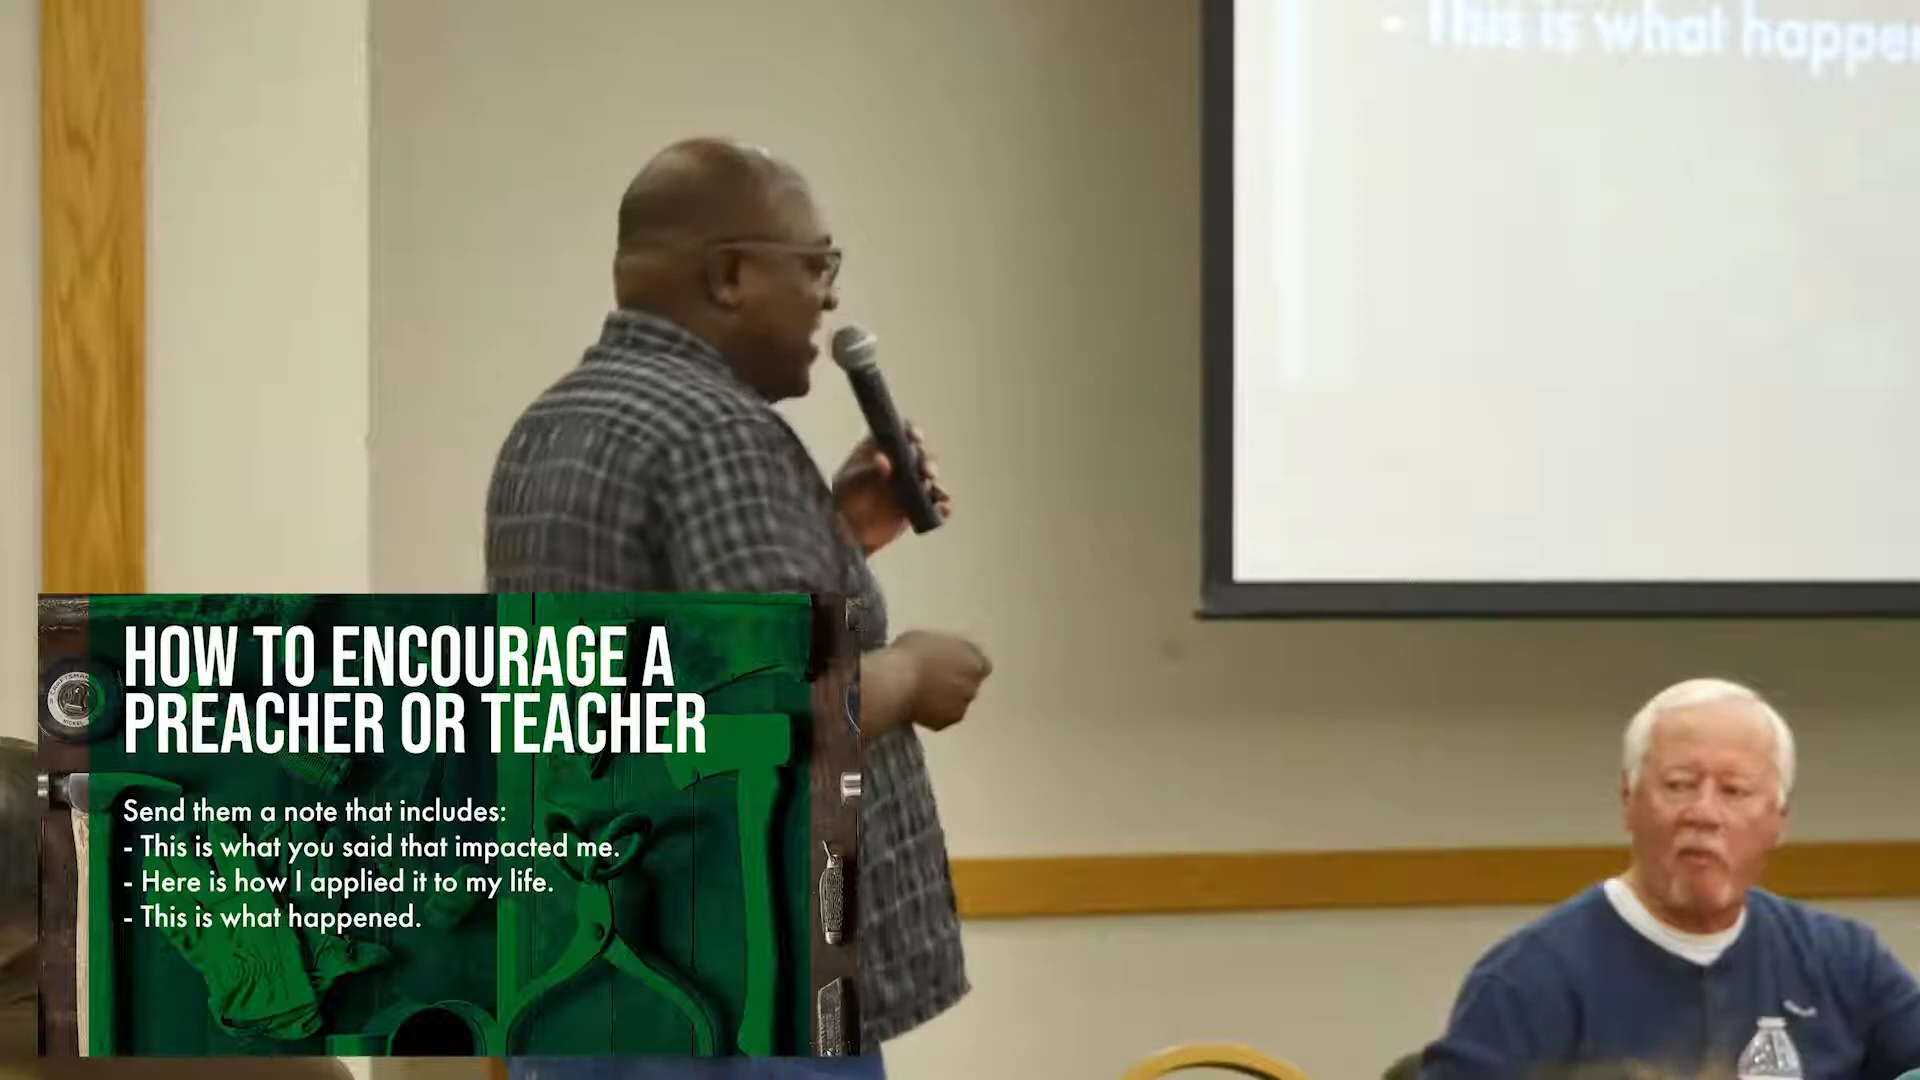 - This is what happen
HOW TO ENCOURAGE A
PREACHER OR TEACHER
Send them a note that includes:
- This is what you said that impacted me.
- Here is how I applied it to my life.
- This is what happened.